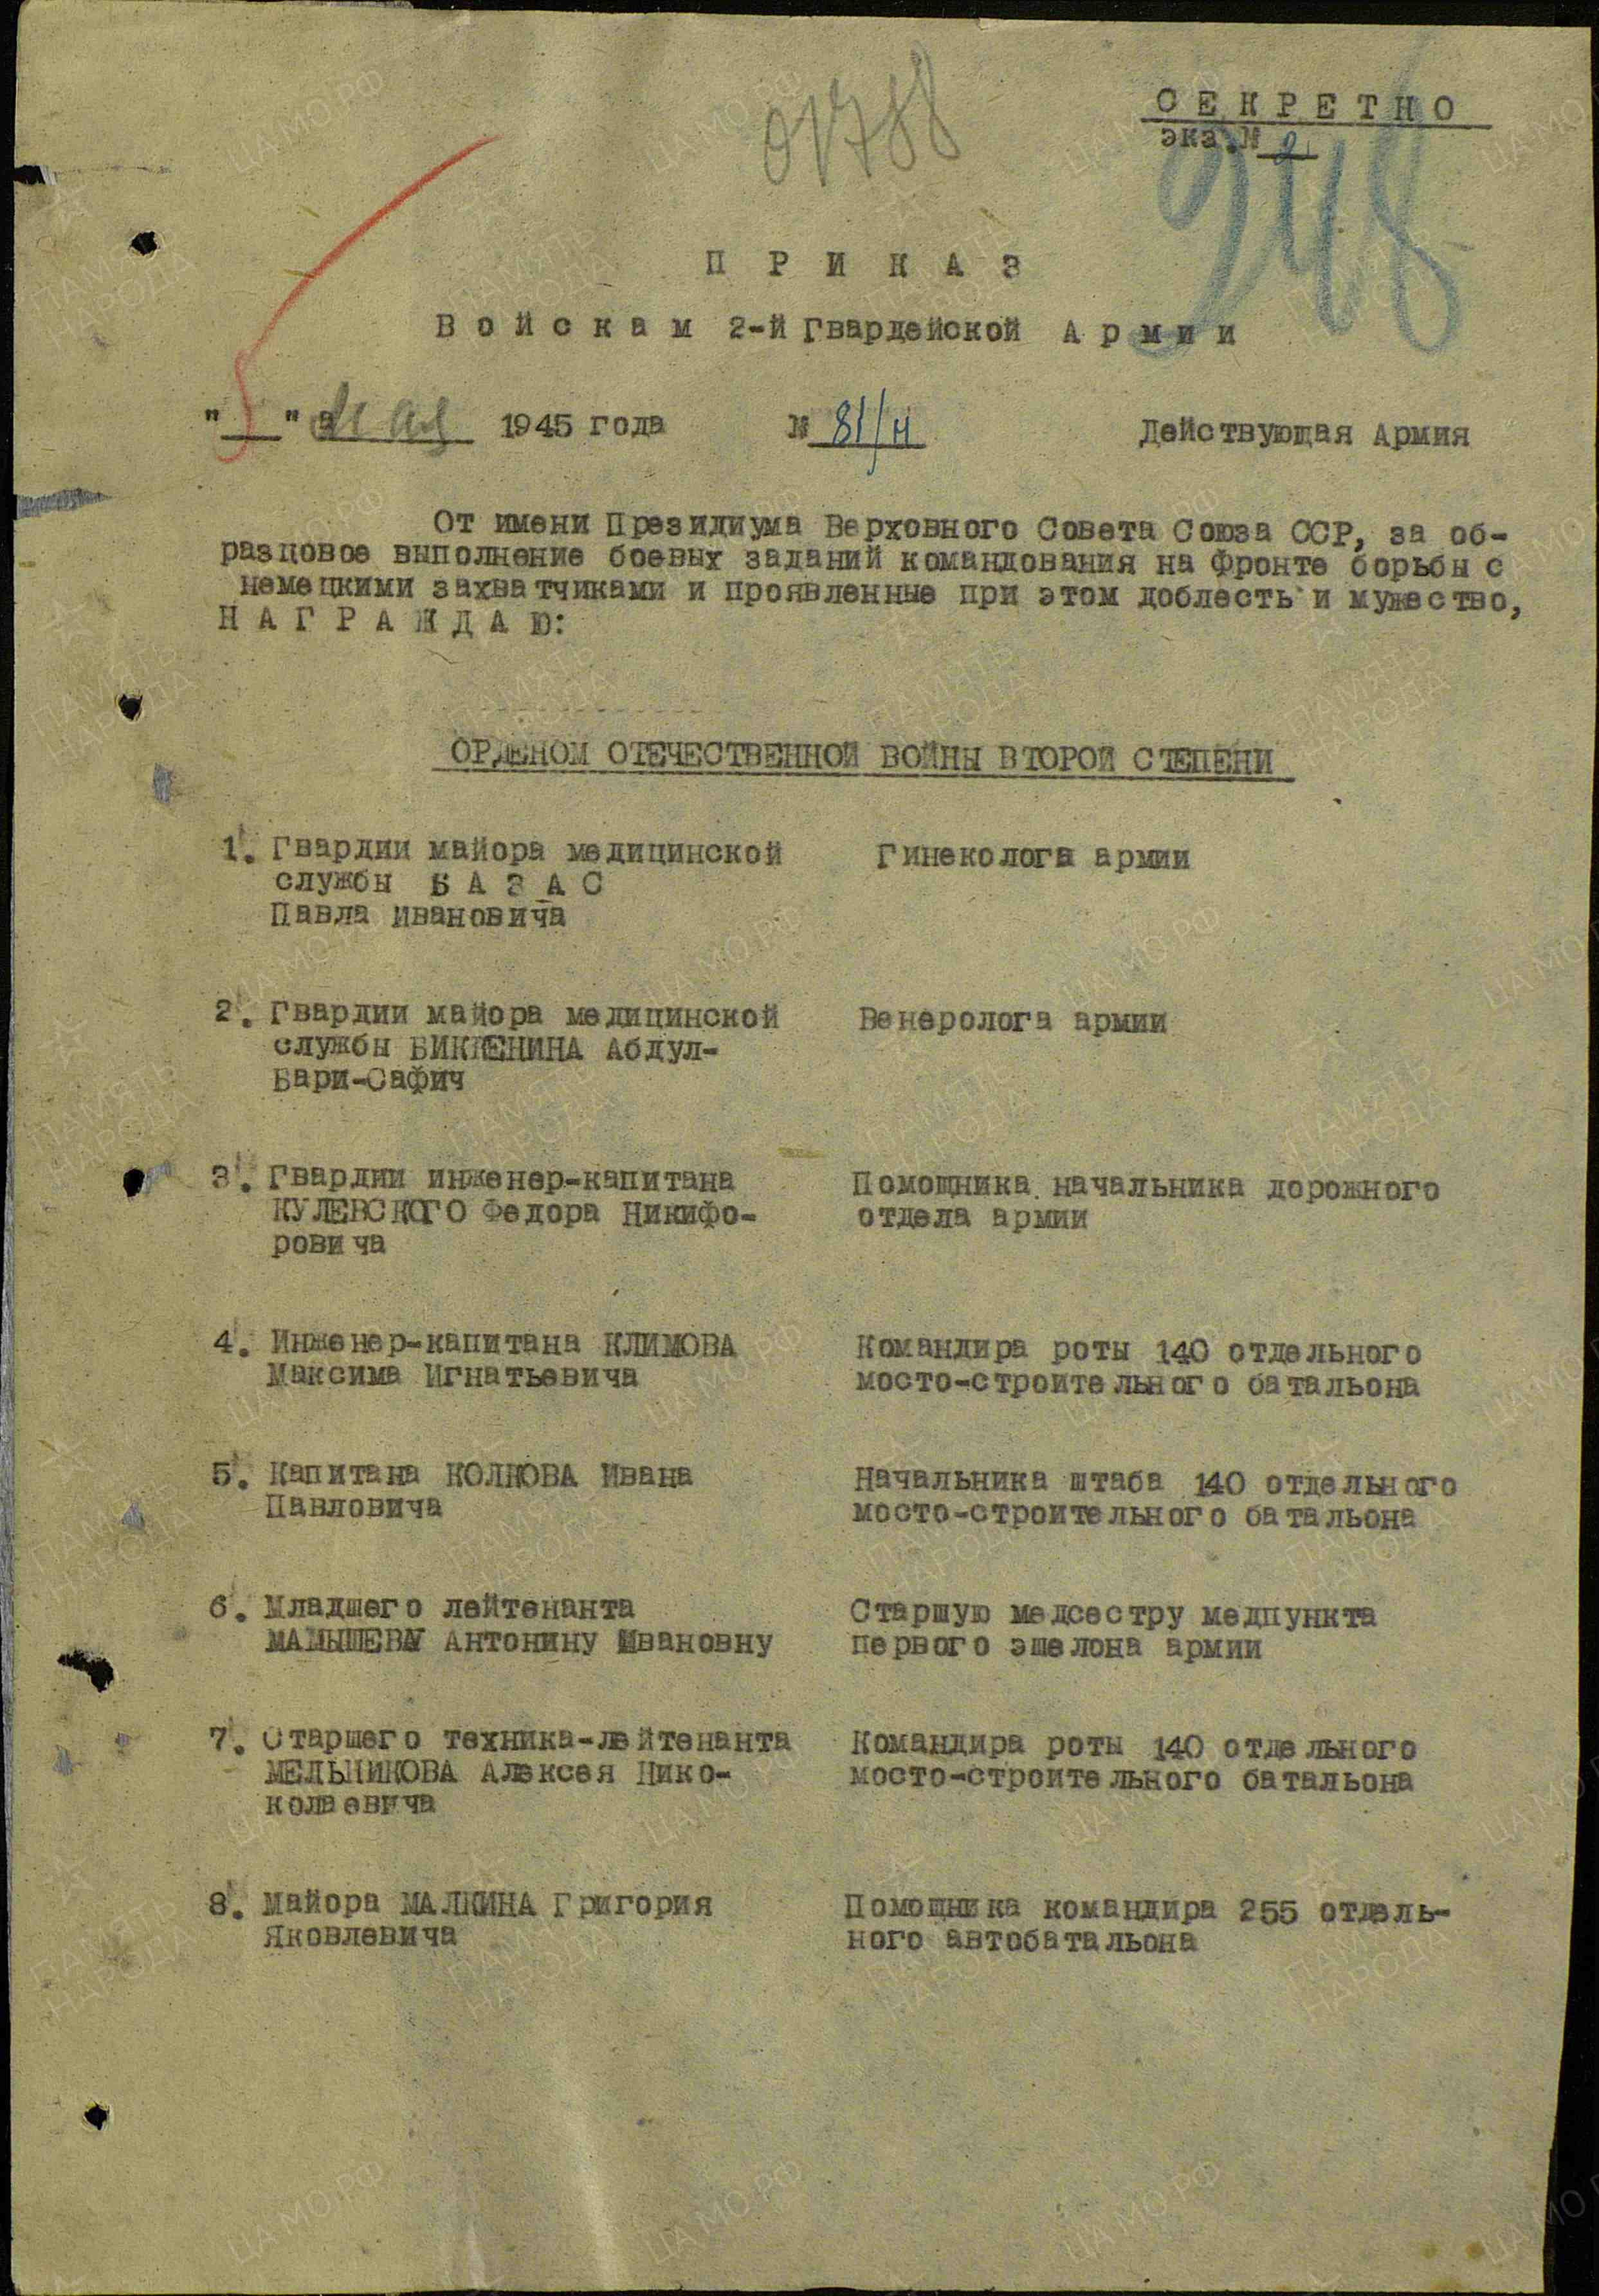 01788
СЕКРЕТНО
экз.№ 2
248
ПРИКАЗ
Войскам 2-й Гвардейской Армии
"5" мая 1945 года № 81/н Действующая Армия
От имени Президиума Верховного Совета Союза ССР, за об-
разцовое выполнение боевых заданий командования на фронте борьбы с
немецкими захватчиками и проявленные при этом доблесть и мужество,
НАГРАЖДАЮ:
ОРДЕНОМ ОТЕЧЕСТВЕННОЙ ВОЙНЫ ВТОРОЙ СТЕПЕНИ
1. Гвардии майора медицинской Гинеколога армии
службы БАЗАС
Павла Ивановича
2. Гвардии майора медицинской Венеролога армии
службы БИККЕНИНА Абдул-
Бари-Сафич
3. Гвардии инженер-капитана Помощника начальника дорожного
КУЛЕВСКОГО Федора Никифо- отдела армии
ровича
4. Инженер-капитана КЛИМОВА Командира роты 140 отдельного
Максима Игнатьевича мосто-строительного батальона
5. Капитана КОЛКОВА Ивана Начальника штаба 140 отдельного
Павловича мосто-строительного батальона
6. Младшего лейтенанта Старшую медсестру медпункта
МАМЫШЕВУ Антонину Ивановну первого эшелона армии
7. Старшего техника-лейтенанта Командира роты 140 отдельного
МЕЛЬНИКОВА Алексея Нико- мосто-строительного батальона
колаевича
8. Майора МАЛКИНА Григория Помощника командира 255 отдель-
Яковлевича ного автобатальона